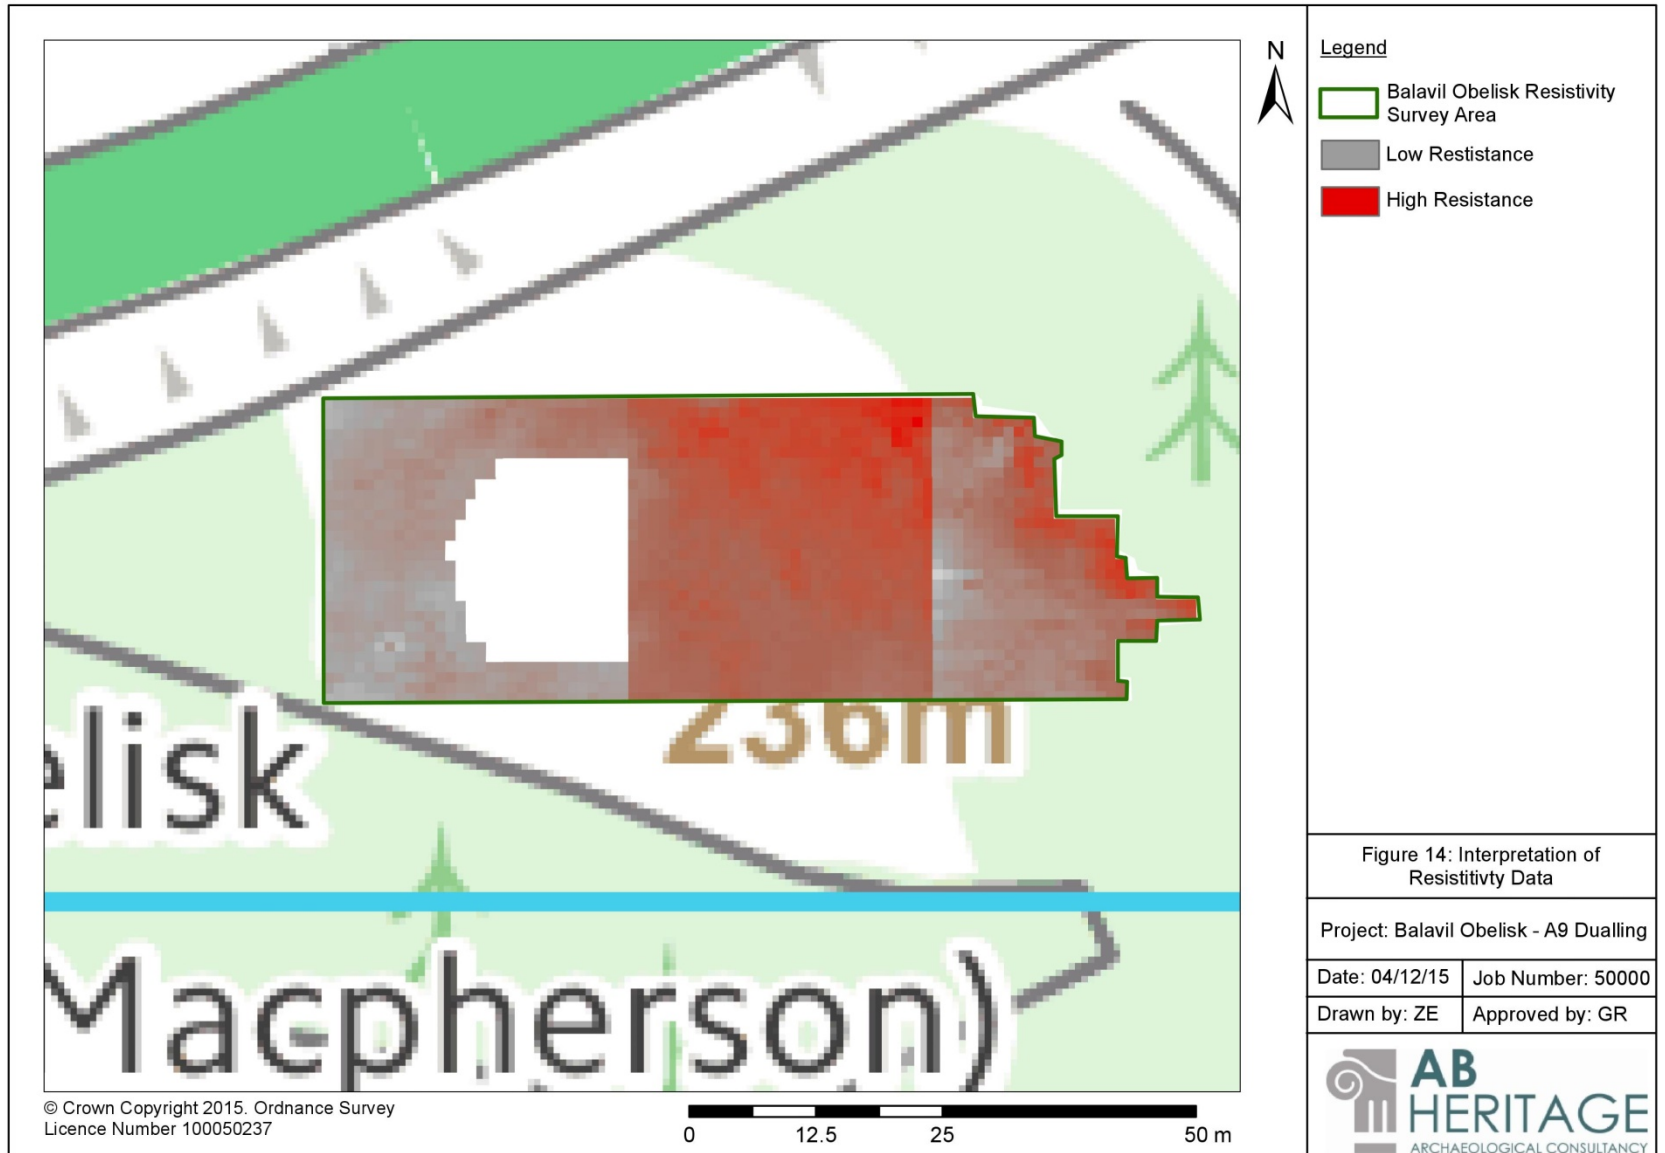 N
elisk
236m
Macpherson)
© Crown Copyright 2015. Ordnance Survey
Licence Number 100050237
0 12.5 25 50 m
Legend
Balavil Obelisk Resistivity
Survey Area
Low Restistance
High Resistance
Figure 14: Interpretation of
Resistitivty Data
Project: Balavil Obelisk - A9 Dualling
Date: 04/12/15 Job Number: 50000
Drawn by: ZE Approved by: GR
AB
HERITAGE
ARCHAEOLOGICAL CONSULTANCY